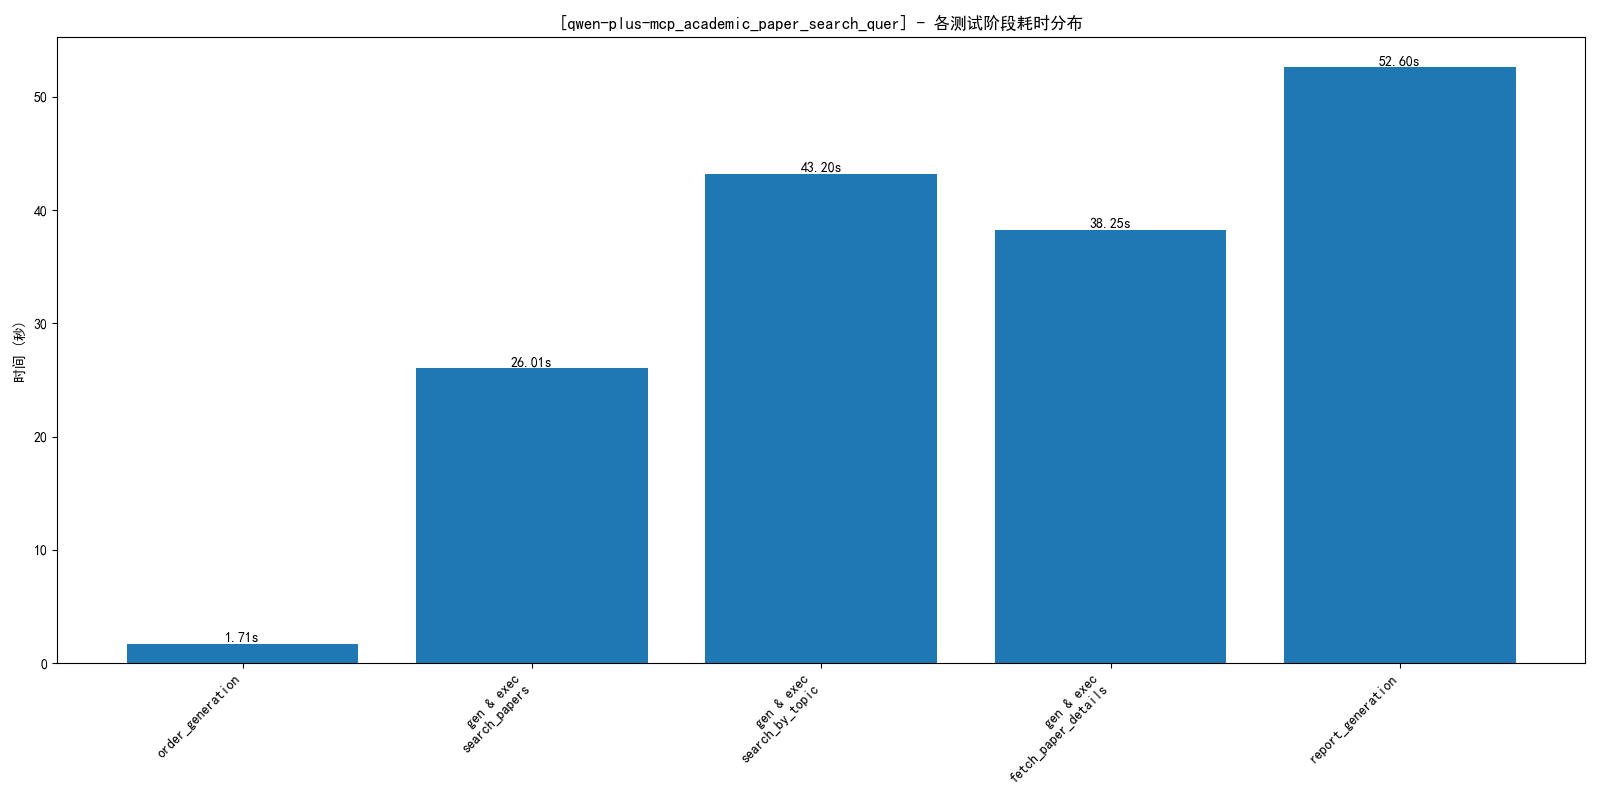 [qwen-plus-mcp_academic_paper_search_quer] - 各测试阶段耗时分布
时间 (秒)
50
40
30
20
10
0
1.71s
26.01s
43.20s
38.25s
52.60s
order_generation
gen & exec
search_papers
gen & exec
search_by_topic
gen & exec
fetch_paper_details
report_generation